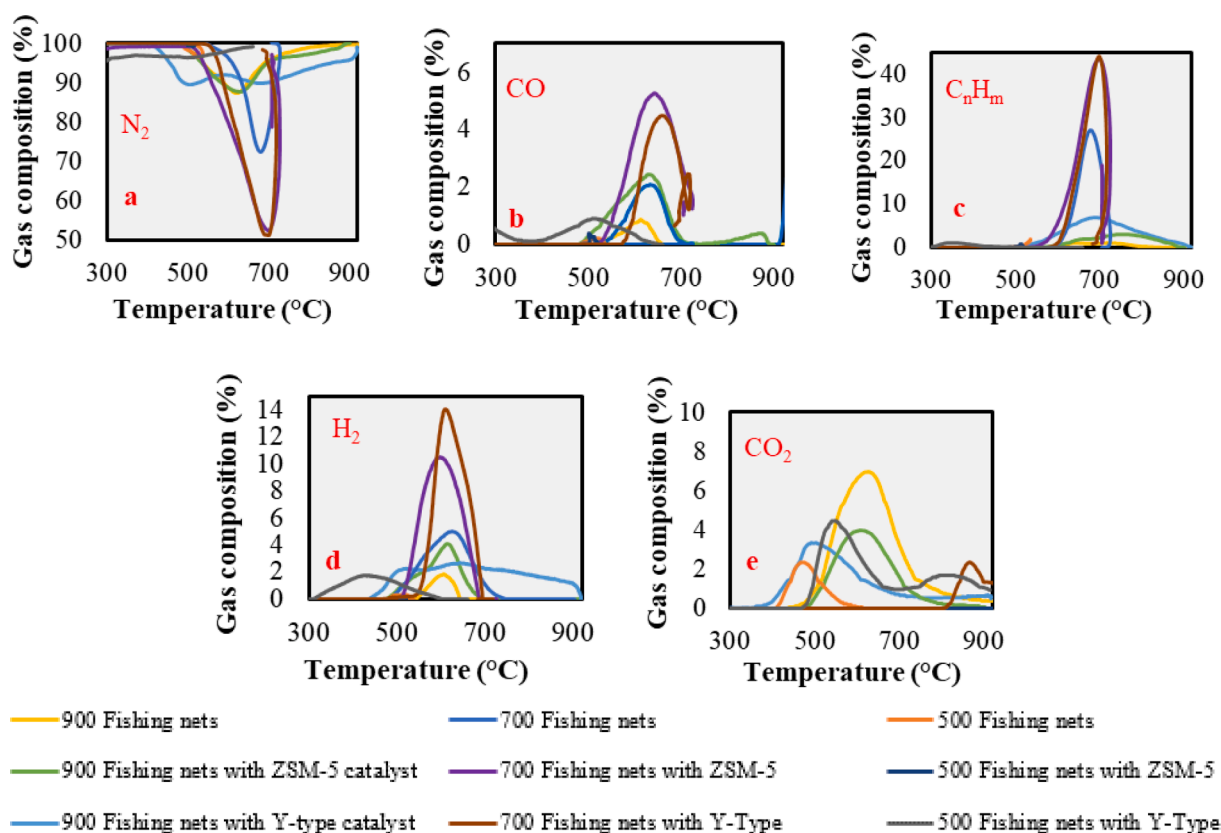 Gas composition (%)
100
90
80
70
60
50
N₂
a
300 500 700 900
Temperature (°C)
Gas composition (%)
6
4
2
0
CO
b
300 500 700 900
Temperature (°C)
Gas composition (%)
40
30
20
10
0
CₙHₘ
c
300 500 700 900
Temperature (°C)
Gas composition (%)
14
12
10
8
6
4
2
0
H₂
d
300 500 700 900
Temperature (°C)
Gas composition (%)
10
8
6
4
2
0
CO₂
e
300 500 700 900
Temperature (°C)
900 Fishing nets
700 Fishing nets
500 Fishing nets
900 Fishing nets with ZSM-5 catalyst
700 Fishing nets with ZSM-5
500 Fishing nets with ZSM-5
900 Fishing nets with Y-type catalyst
700 Fishing nets with Y-Type
500 Fishing nets with Y-Type